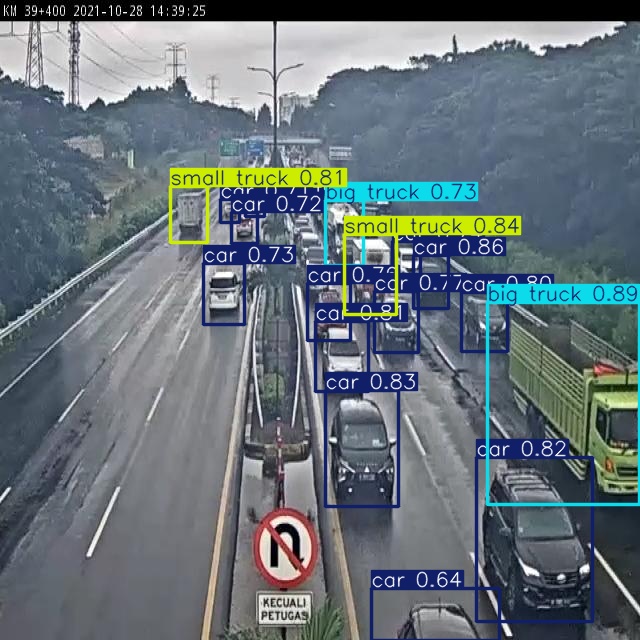 KM 39+400 2021-10-28 14:39:25
small truck 0.81
car 0.72
big truck 0.73
small truck 0.84
car 0.86
car 0.73
car 0.77
car 0.80
big truck 0.89
car 0.81
car 0.83
car 0.82
car 0.64
KECUALI
PETUGAS